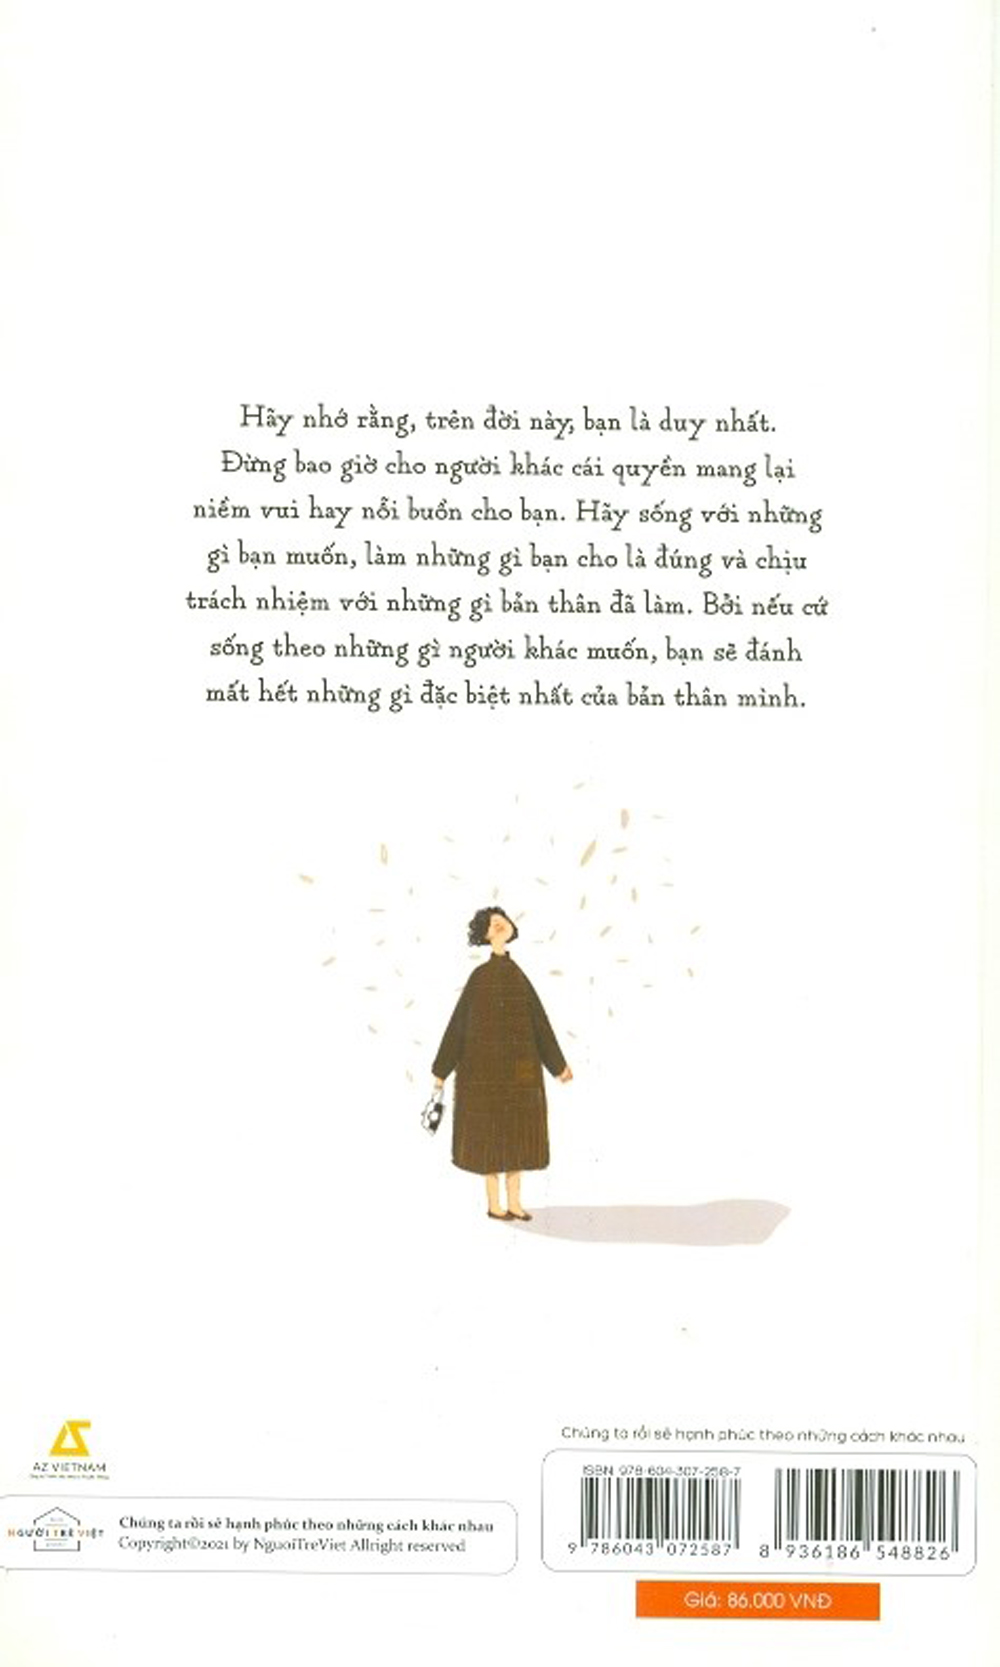 Hãy nhớ rằng, trên đời này, bạn là duy nhất.
Đừng bao giờ cho người khác cái quyền mang lại
niềm vui hay nỗi buồn cho bạn. Hãy sống với những
gì bạn muốn, làm những gì bạn cho là đúng và chịu
trách nhiệm với những gì bản thân đã làm. Bởi nếu cứ
sống theo những gì người khác muốn, bạn sẽ đánh
mất hết những gì đặc biệt nhất của bản thân mình.
AZ VIETNAM
NGƯỜI TRẺ VIỆT
Chúng ta rồi sẽ hạnh phúc theo những cách khác nhau
Copyright©2021 by NguoiTreViet Allright reserved
Chúng ta rồi sẽ hạnh phúc theo những cách khác nhau
ISBN: 978-604-307-258-7
9 786043 072587
8 936186 548826
Giá: 86.000 VNĐ